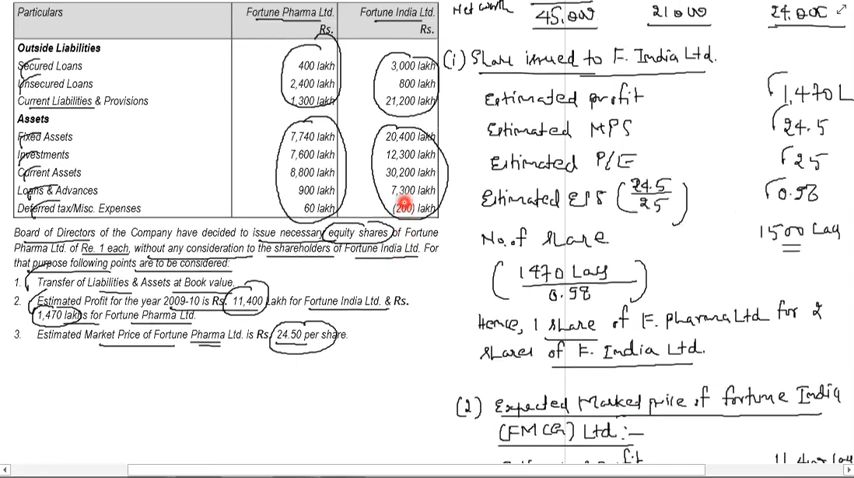 Particulars Fortune Pharma Ltd. Fortune India Ltd.
Rs. Rs.
Outside Liabilities
Secured Loans 400 lakh 3,000 lakh
Unsecured Loans 2,400 lakh 800 lakh
Current Liabilities & Provisions 1,300 lakh 21,200 lakh
Assets
Fixed Assets 7,740 lakh 20,400 lakh
Investments 7,600 lakh 12,300 lakh
Current Assets 8,800 lakh 30,200 lakh
Loans & Advances 900 lakh 7,300 lakh
Deferred tax/Misc. Expenses 60 lakh (200) lakh
Board of Directors of the Company have decided to issue necessary equity shares of Fortune
Pharma Ltd. of Re. 1 each, without any consideration to the shareholders of Fortune India Ltd. For
that purpose following points are to be considered:
1. Transfer of Liabilities & Assets at Book value.
2. Estimated Profit for the year 2009-10 is Rs. 11,400 Lakh for Fortune India Ltd. & Rs.
1,470 lakhs for Fortune Pharma Ltd.
3. Estimated Market Price of Fortune Pharma Ltd. is Rs. 24.50 per share.
Net worth 45,000 21000 24,000
(i) Share issued to F. India Ltd.
Estimated profit 1,470 L
Estimated MPS 24.5
Estimated P/E 25
Estimated EPS (24.5/25) 0.98
No. of share 1500 Lakh
(1470 Lakh/0.98)
Hence, 1 share of F. Pharma Ltd for 2
shares of F. India Ltd.
(2) Expected Market price of fortune India
(FMCG) Ltd:-